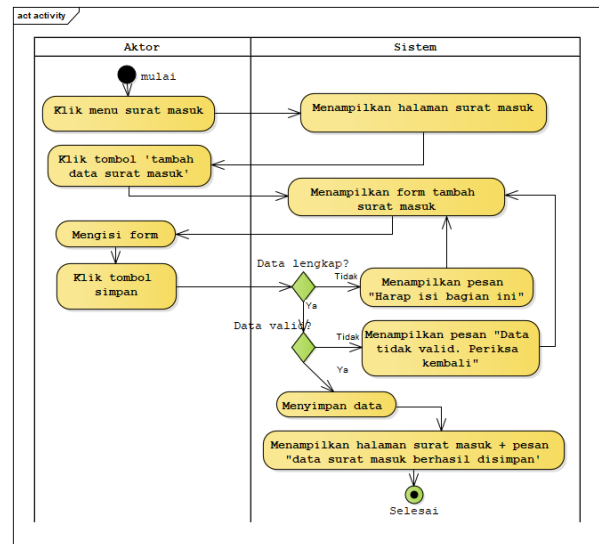 act activity
Aktor
Sistem
mulai
Klik menu surat masuk
Menampilkan halaman surat masuk
Klik tombol 'tambah
data surat masuk'
Menampilkan form tambah
surat masuk
Mengisi form
Klik tombol
simpan
Data lengkap?
Tidak
Menampilkan pesan
"Harap isi bagian ini"
Ya
Data valid?
Tidak
Menampilkan pesan "Data
tidak valid. Periksa
kembali"
Ya
Menyimpan data
Menampilkan halaman surat masuk + pesan
"data surat masuk berhasil disimpan'
Selesai